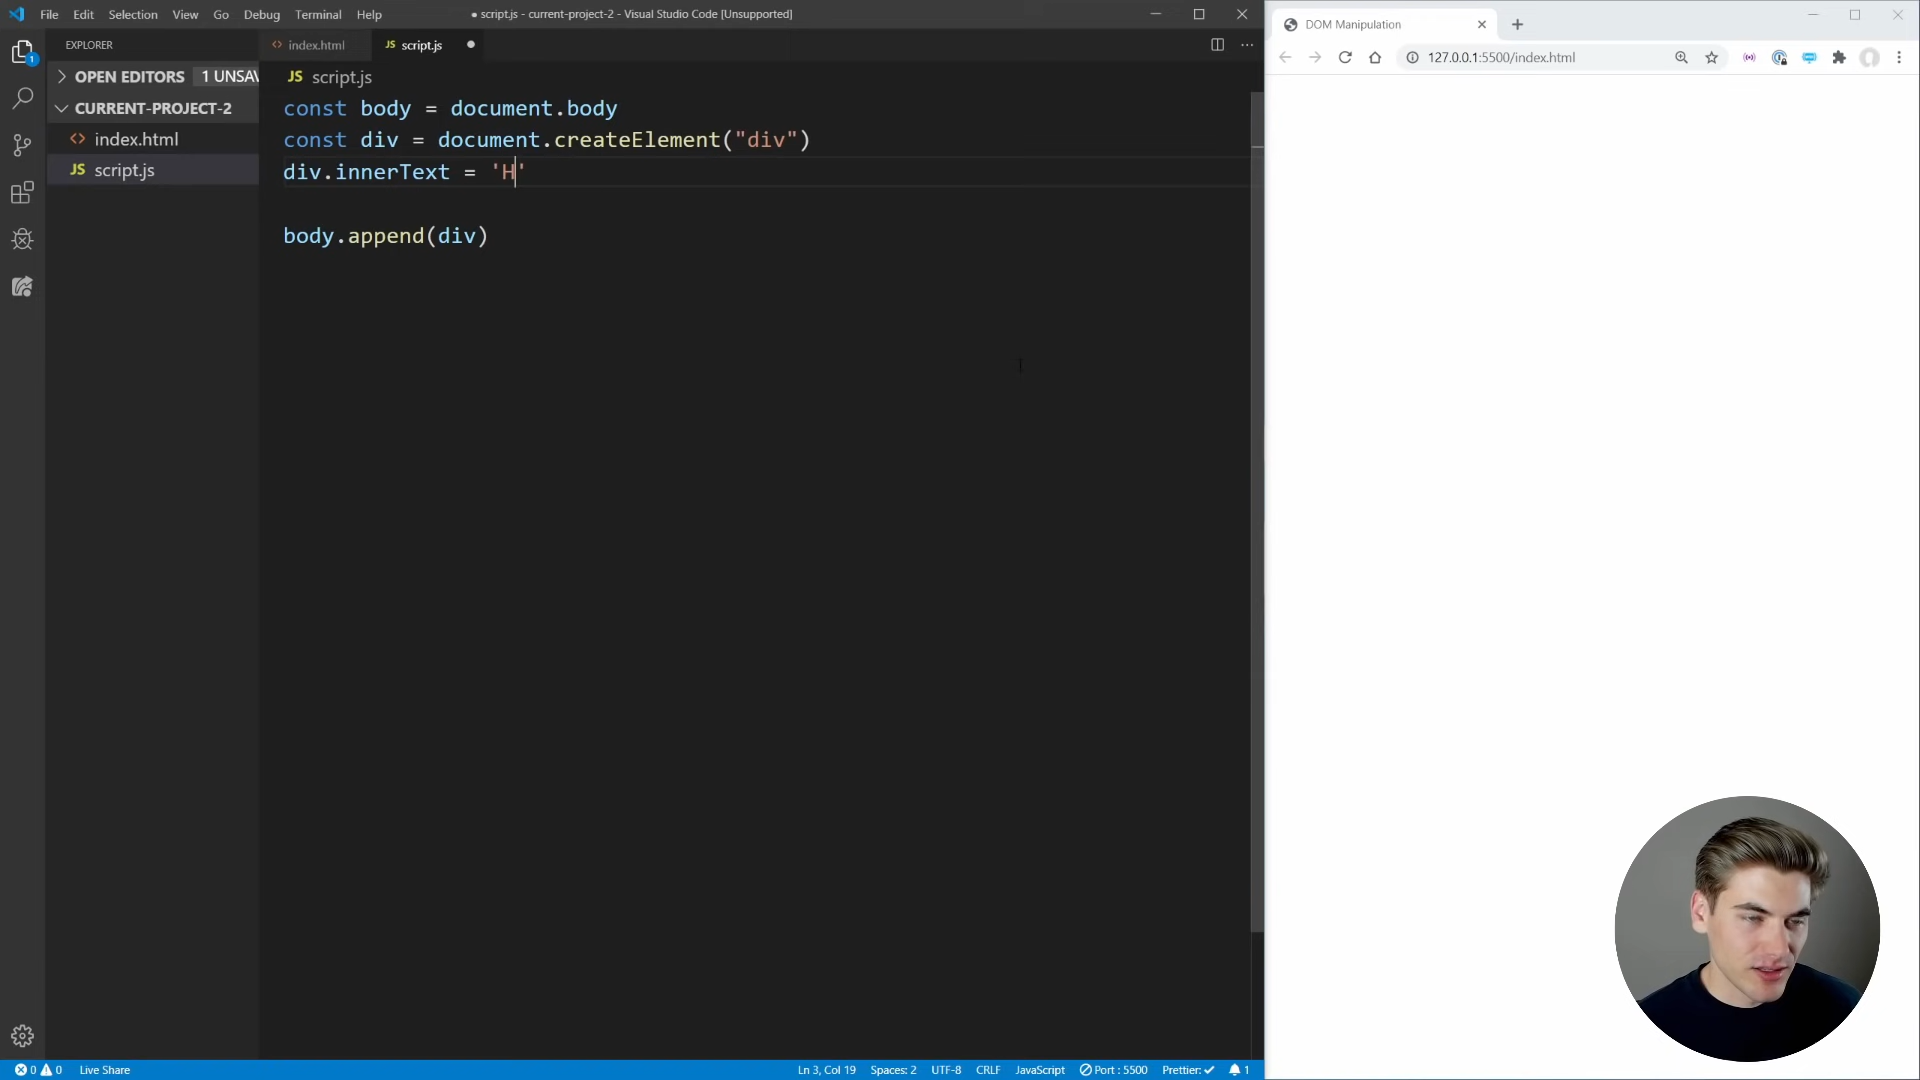 File Edit Selection View Go Debug Terminal Help
● script.js - current-project-2 - Visual Studio Code [Unsupported]
EXPLORER
OPEN EDITORS 1 UNSAV
CURRENT-PROJECT-2
index.html
JS script.js
index.html
JS script.js ●
JS script.js
const body = document.body
const div = document.createElement("div")
div.innerText = 'H'
body.append(div)
1
0 0 Live Share
Ln 3, Col 19 Spaces: 2 UTF-8 CRLF JavaScript Port : 5500 Prettier: ✓ 1
DOM Manipulation
127.0.0.1:5500/index.html